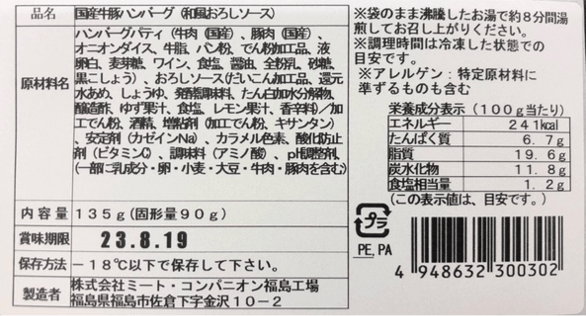 品名 国産牛豚ハンバーグ（和風おろしソース）
原材料名
ハンバーグパティ（牛肉（国産）、豚肉（国産）、
オニオンダイス、牛脂、パン粉、でん粉加工品、液
卵白、麦芽糖、ワイン、食塩、醤油、全粉乳、砂糖、
黒こしょう）、おろしソース（だいこん加工品、還元
水あめ、しょうゆ、発酵調味料、たん白加水分解物、
醸造酢、ゆず果汁、食塩、レモン果汁、香辛料）／加
工でん粉、酒精、増粘剤（加工でん粉、キサンタン）
、安定剤（カゼインNa）、カラメル色素、酸化防止
剤（ビタミンC）、調味料（アミノ酸）、pH調整剤、
（一部に乳成分・卵・小麦・大豆・牛肉・豚肉を含む）
内容量 135g（固形量90g）
賞味期限 23.8.19
保存方法 －18℃以下で保存して下さい。
製造者 株式会社ミート・コンパニオン福島工場
福島県福島市佐倉下字金沢10－2
※袋のまま沸騰したお湯で約8分間湯
煎してお召し上がりください。
※調理時間は冷凍した状態での
目安です。
※アレルゲン：特定原材料に
準ずるものも含む
栄養成分表示（100g当たり）
エネルギー 241kcal
たんぱく質 6.7g
脂質 19.6g
炭水化物 11.8g
食塩相当量 1.2g
（この表示値は、目安です。）
プラ
PE, PA
4 948632 300302